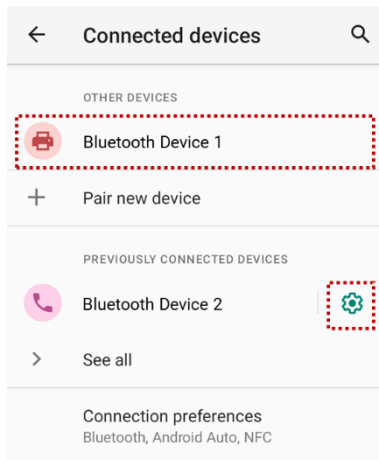 Connected devices
OTHER DEVICES
Bluetooth Device 1
Pair new device
PREVIOUSLY CONNECTED DEVICES
Bluetooth Device 2
See all
Connection preferences
Bluetooth, Android Auto, NFC